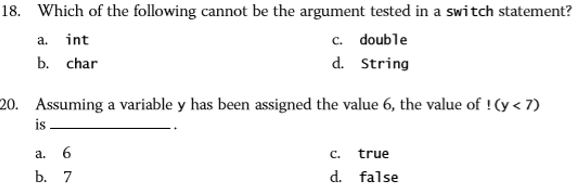 18. Which of the following cannot be the argument tested in a switch statement?
a. int c. double
b. char d. String
20. Assuming a variable y has been assigned the value 6, the value of !(y < 7)
is ____________.
a. 6 c. true
b. 7 d. false